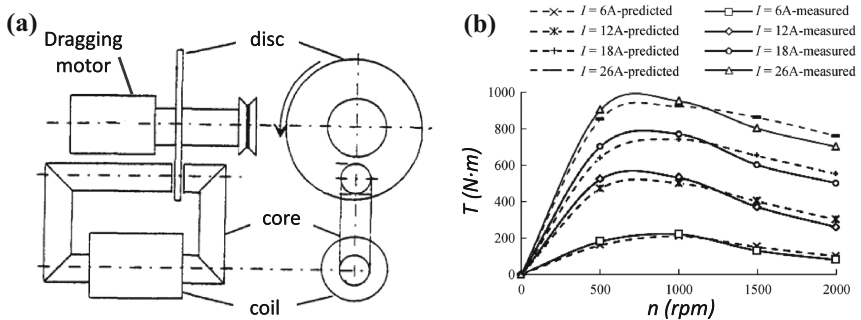 (a)
Dragging
motor
disc
core
coil
(b)
I = 6A-predicted
I = 6A-measured
I = 12A-predicted
I = 12A-measured
I = 18A-predicted
I = 18A-measured
I = 26A-predicted
I = 26A-measured
T (N·m)
1000
800
600
400
200
0
0 500 1000 1500 2000
n (rpm)